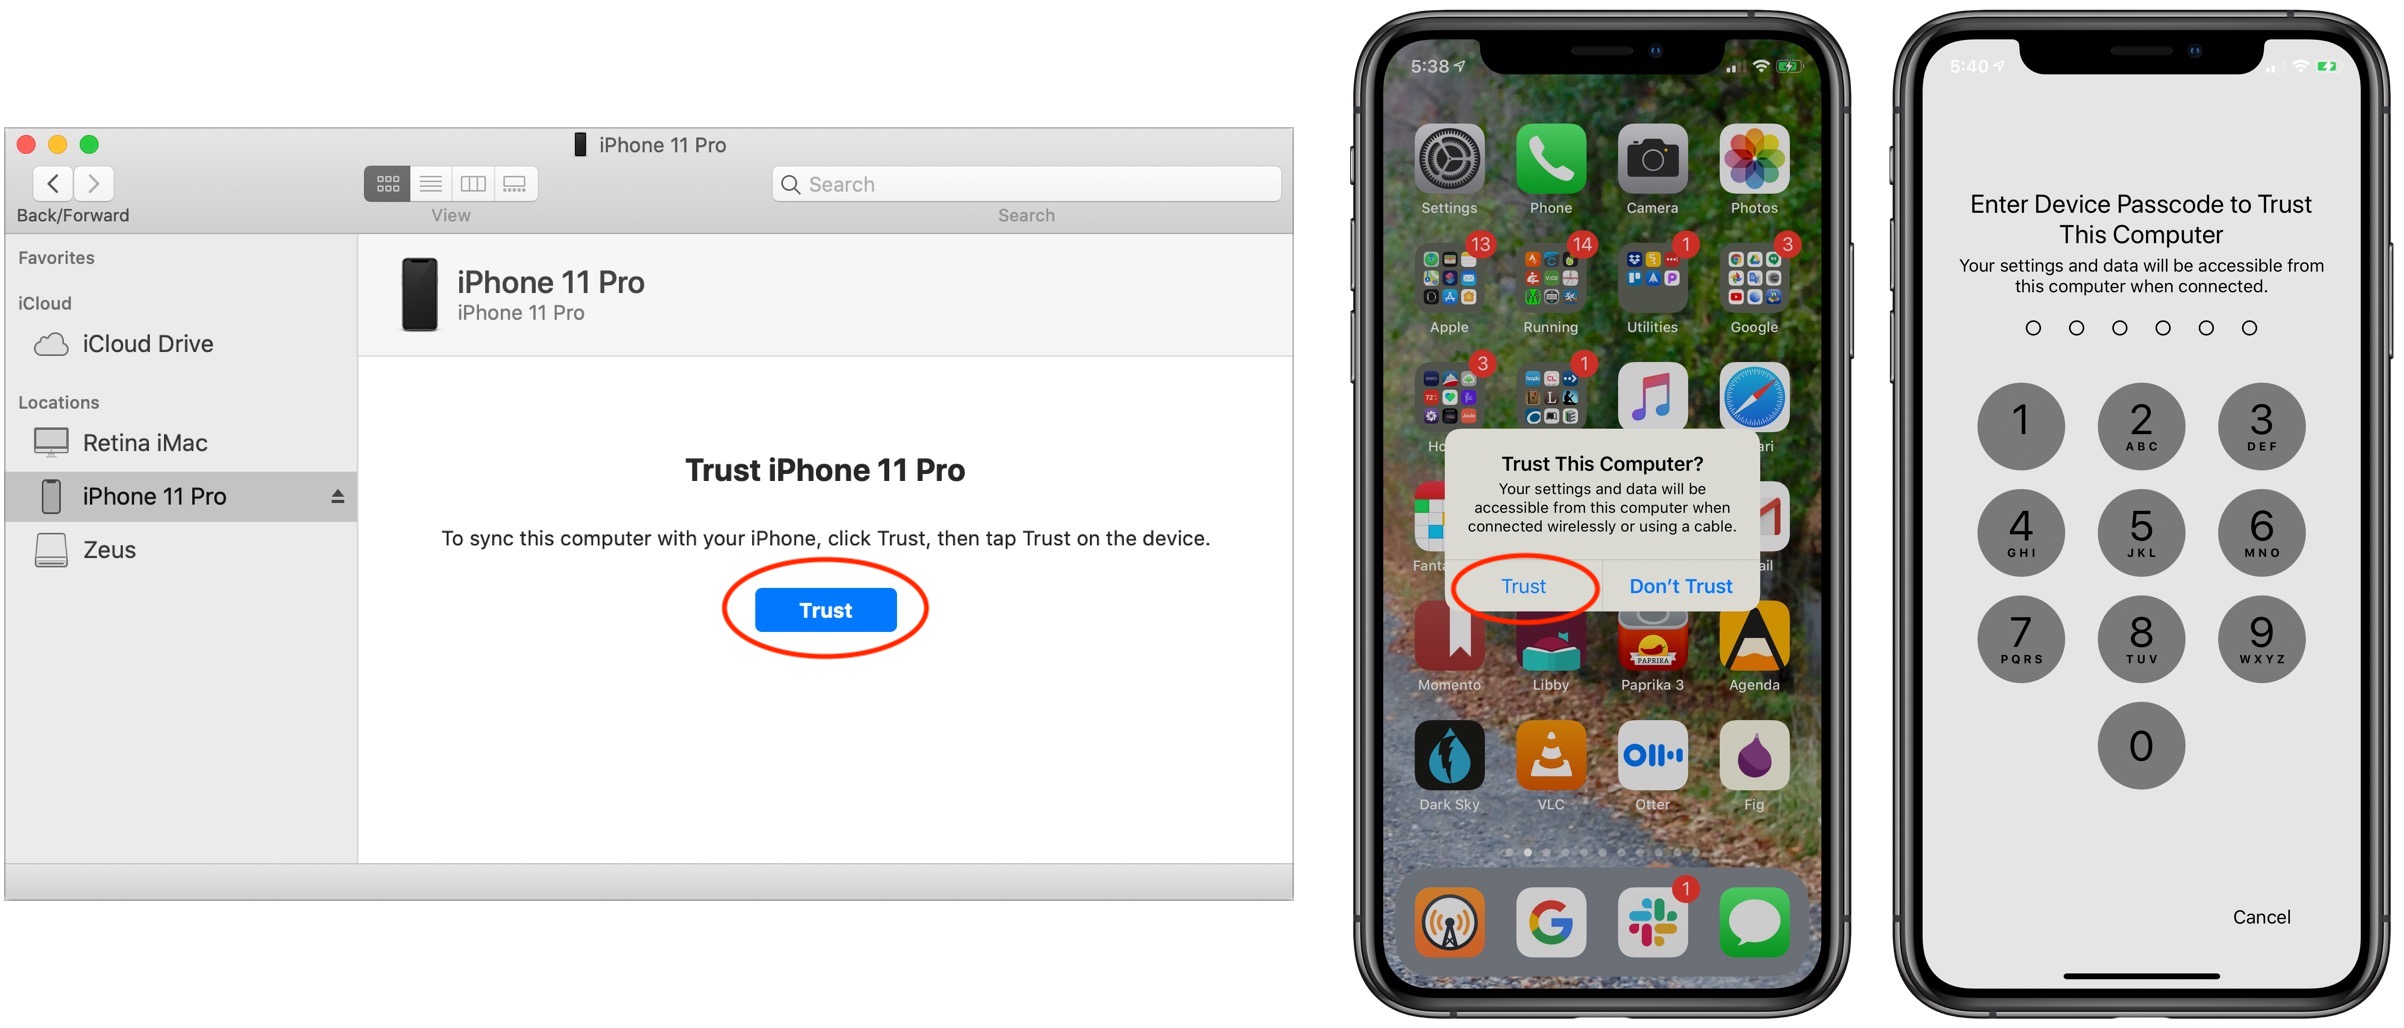 iPhone 11 Pro
Search
Back/Forward
View
Search
Favorites
iCloud
iCloud Drive
Locations
Retina iMac
iPhone 11 Pro
Zeus
iPhone 11 Pro
iPhone 11 Pro
Trust iPhone 11 Pro
To sync this computer with your iPhone, click Trust, then tap Trust on the device.
Trust
5:38
Settings Phone Camera Photos
13 14 1 3
Apple Running Utilities Google
3 1
Trust This Computer?
Your settings and data will be
accessible from this computer when
connected wirelessly or using a cable.
Trust Don't Trust
PAPRIKA
Momento Libby Paprika 3 Agenda
Dark Sky VLC Otter Fig
1
5:40
Enter Device Passcode to Trust
This Computer
Your settings and data will be accessible from
this computer when connected.
1 2 3
ABC DEF
4 5 6
GHI JKL MNO
7 8 9
PQRS TUV WXYZ
0
Cancel